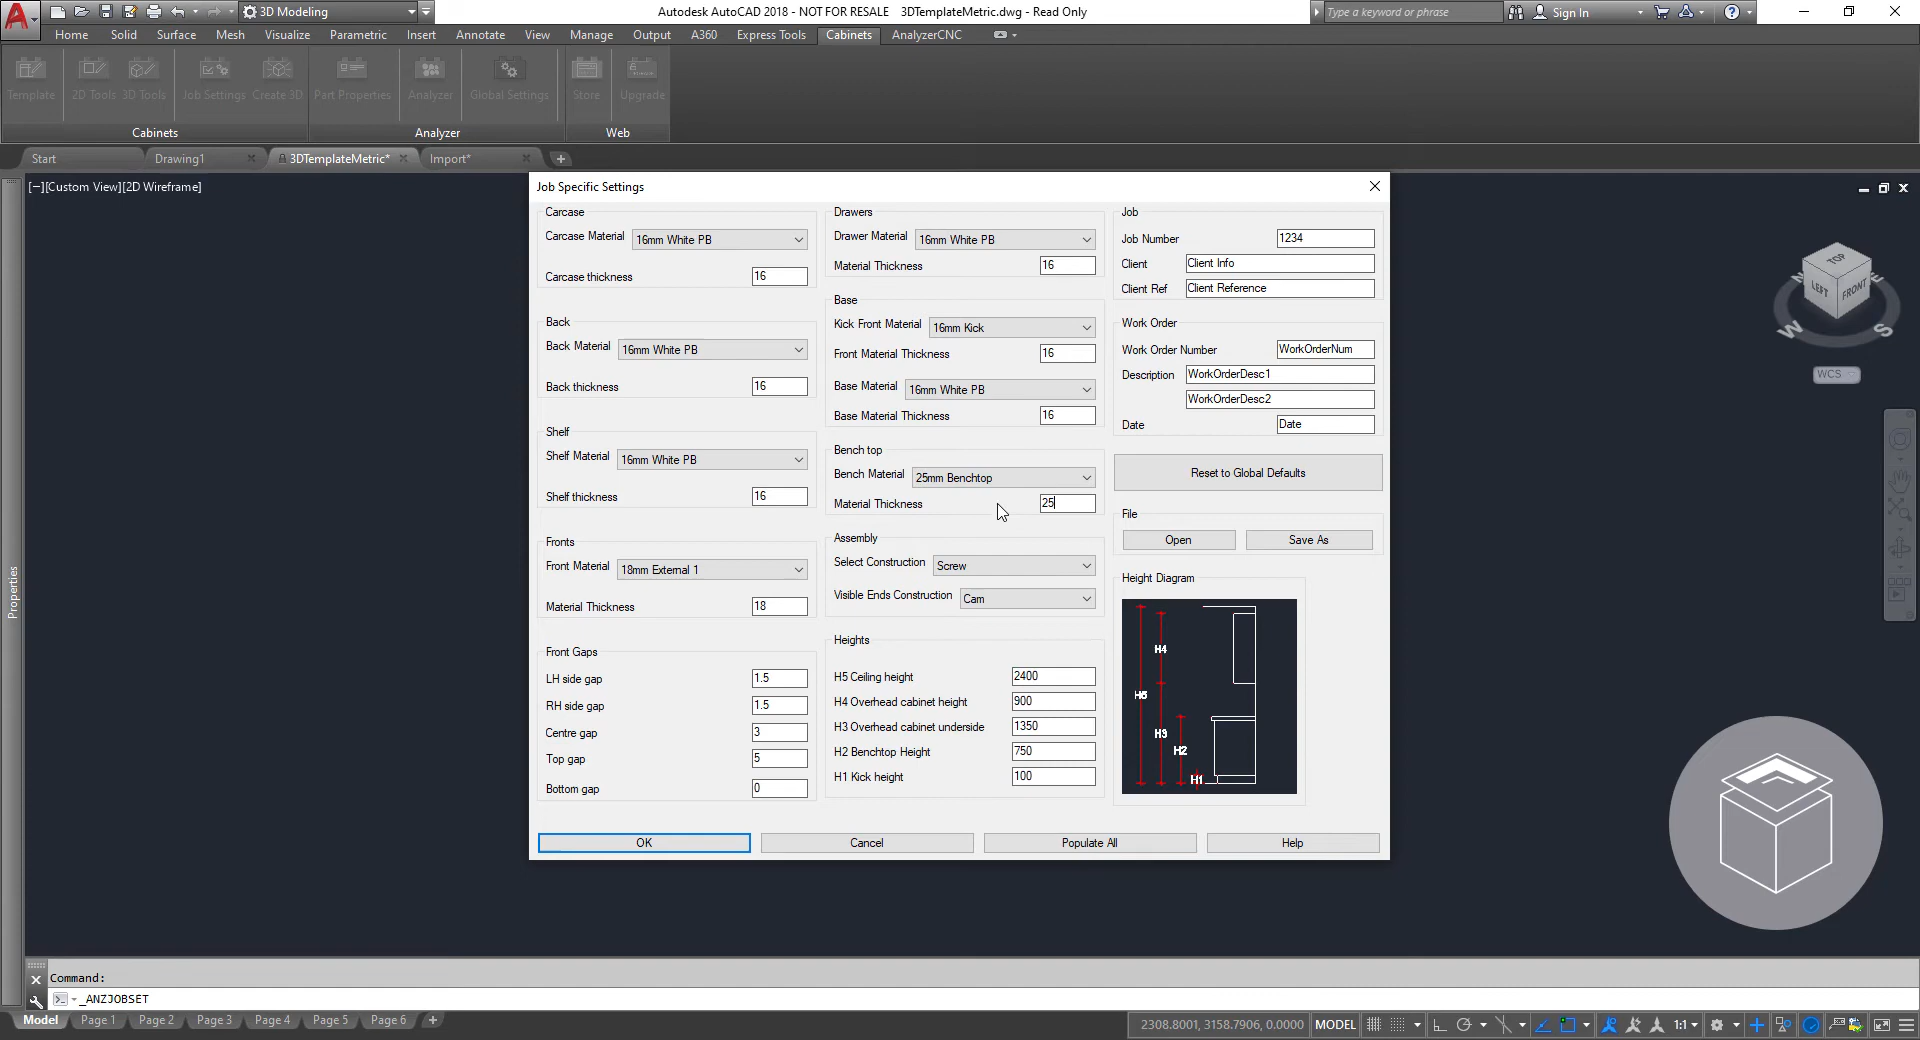 3D Modeling
Autodesk AutoCAD 2018 - NOT FOR RESALE 3DTemplateMetric.dwg - Read Only
Type a keyword or phrase
Sign In
Home Solid Surface Mesh Visualize Parametric Insert Annotate View Manage Output A360 Express Tools Cabinets AnalyzerCNC
Template 2D Tools 3D Tools Job Settings Create 3D Part Properties Analyzer Global Settings Store Upgrade
Cabinets Analyzer Web
Start Drawing1 3DTemplateMetric* Import*
[−][Custom View][2D Wireframe]
Properties
Job Specific Settings
Carcase
Carcase Material 16mm White PB
Carcase thickness 16
Back
Back Material 16mm White PB
Back thickness 16
Shelf
Shelf Material 16mm White PB
Shelf thickness 16
Fronts
Front Material 18mm External 1
Material Thickness 18
Front Gaps
LH side gap 1.5
RH side gap 1.5
Centre gap 3
Top gap 5
Bottom gap 0
Drawers
Drawer Material 16mm White PB
Material Thickness 16
Base
Kick Front Material 16mm Kick
Front Material Thickness 16
Base Material 16mm White PB
Base Material Thickness 16
Bench top
Bench Material 25mm Benchtop
Material Thickness 25
Assembly
Select Construction Screw
Visible Ends Construction Cam
Heights
H5 Ceiling height 2400
H4 Overhead cabinet height 900
H3 Overhead cabinet underside 1350
H2 Benchtop Height 750
H1 Kick height 100
Job
Job Number 1234
Client Client Info
Client Ref Client Reference
Work Order
Work Order Number WorkOrderNum
Description WorkOrderDesc1
WorkOrderDesc2
Date Date
Reset to Global Defaults
File
Open Save As
Height Diagram
H4
H5
H3
H2
H1
OK Cancel Populate All Help
TOP
LEFT FRONT
N E
W S
WCS
Command:
_ANZJOBSET
Model Page 1 Page 2 Page 3 Page 4 Page 5 Page 6
2308.8001, 3158.7906, 0.0000 MODEL 1:1